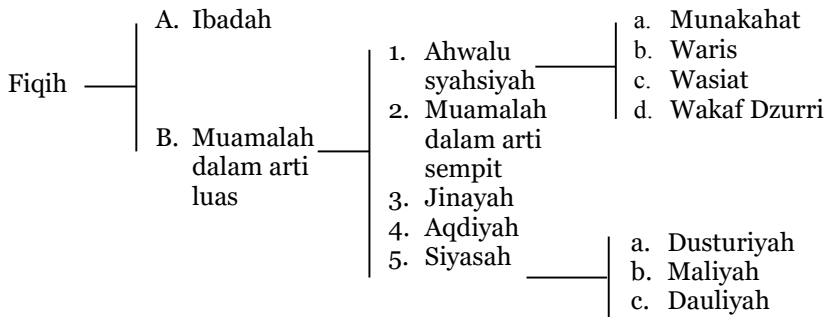 Fiqih
A. Ibadah
B. Muamalah
dalam arti
luas
1. Ahwalu
syahsiyah
2. Muamalah
dalam arti
sempit
3. Jinayah
4. Aqdiyah
5. Siyasah
a. Munakahat
b. Waris
c. Wasiat
d. Wakaf Dzurri
a. Dusturiyah
b. Maliyah
c. Dauliyah